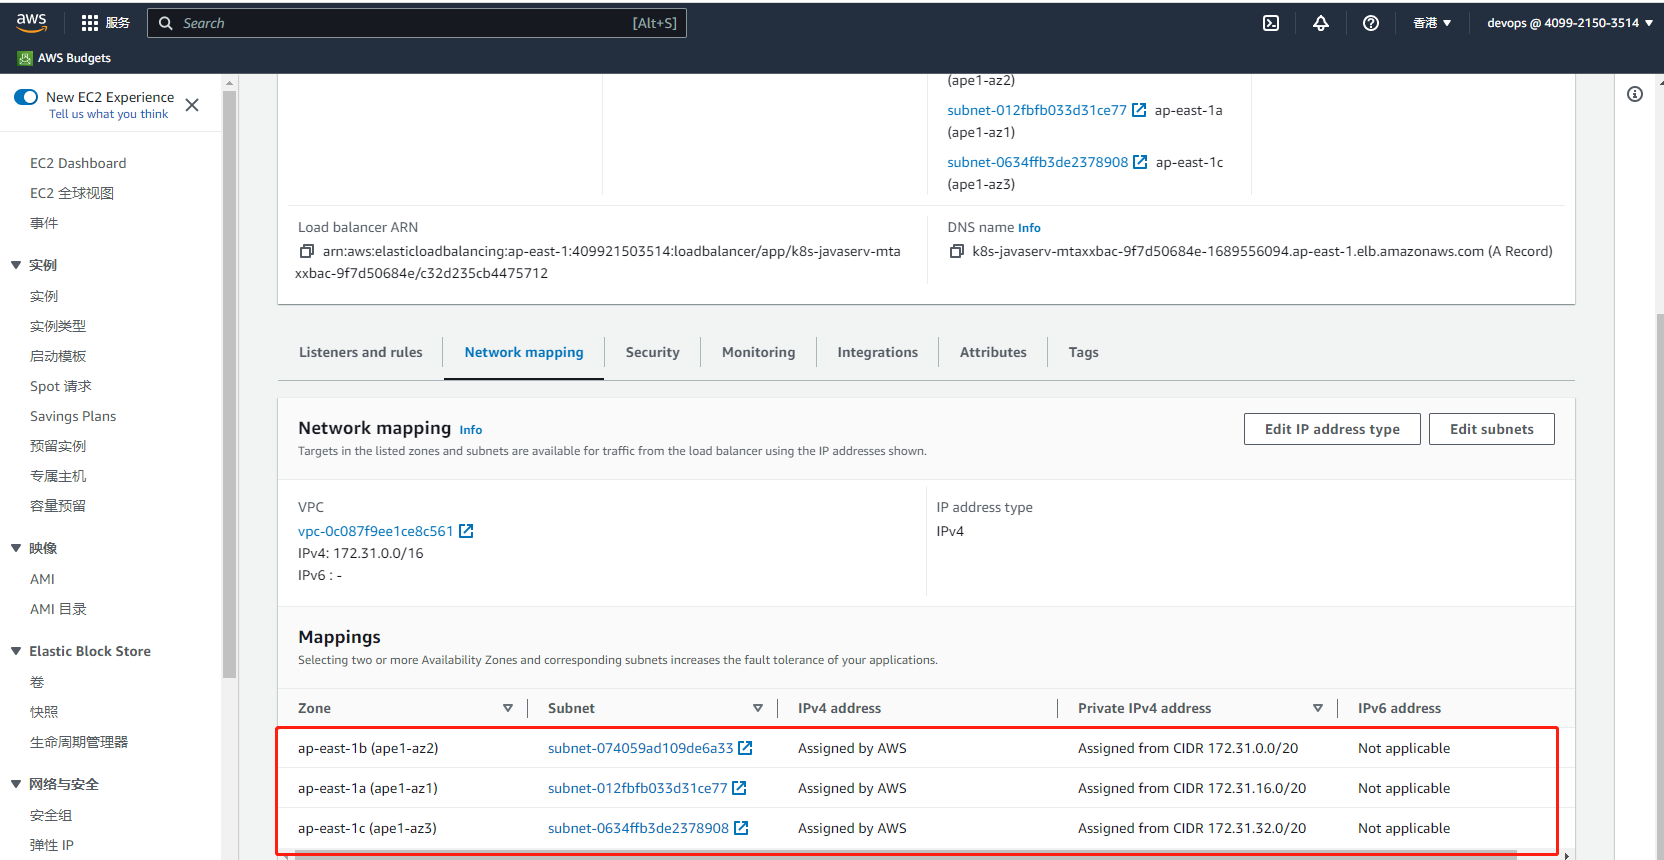 aws
服务
Search
[Alt+S]
香港
devops @ 4099-2150-3514
AWS Budgets
New EC2 Experience
Tell us what you think
EC2 Dashboard
EC2 全球视图
事件
实例
实例
实例类型
启动模板
Spot 请求
Savings Plans
预留实例
专属主机
容量预留
映像
AMI
AMI 目录
Elastic Block Store
卷
快照
生命周期管理器
网络与安全
安全组
弹性 IP
(ape1-az2)
subnet-012fbfb033d31ce77 ap-east-1a
(ape1-az1)
subnet-0634ffb3de2378908 ap-east-1c
(ape1-az3)
Load balancer ARN
arn:aws:elasticloadbalancing:ap-east-1:409921503514:loadbalancer/app/k8s-javaserv-mta
xxbac-9f7d50684e/c32d235cb4475712
DNS name Info
k8s-javaserv-mtaxxbac-9f7d50684e-1689556094.ap-east-1.elb.amazonaws.com (A Record)
Listeners and rules
Network mapping
Security
Monitoring
Integrations
Attributes
Tags
Network mapping Info
Targets in the listed zones and subnets are available for traffic from the load balancer using the IP addresses shown.
Edit IP address type
Edit subnets
VPC
vpc-0c087f9ee1ce8c561
IPv4: 172.31.0.0/16
IPv6 : -
IP address type
IPv4
Mappings
Selecting two or more Availability Zones and corresponding subnets increases the fault tolerance of your applications.
Zone Subnet IPv4 address Private IPv4 address IPv6 address
ap-east-1b (ape1-az2) subnet-074059ad109de6a33 Assigned by AWS Assigned from CIDR 172.31.0.0/20 Not applicable
ap-east-1a (ape1-az1) subnet-012fbfb033d31ce77 Assigned by AWS Assigned from CIDR 172.31.16.0/20 Not applicable
ap-east-1c (ape1-az3) subnet-0634ffb3de2378908 Assigned by AWS Assigned from CIDR 172.31.32.0/20 Not applicable